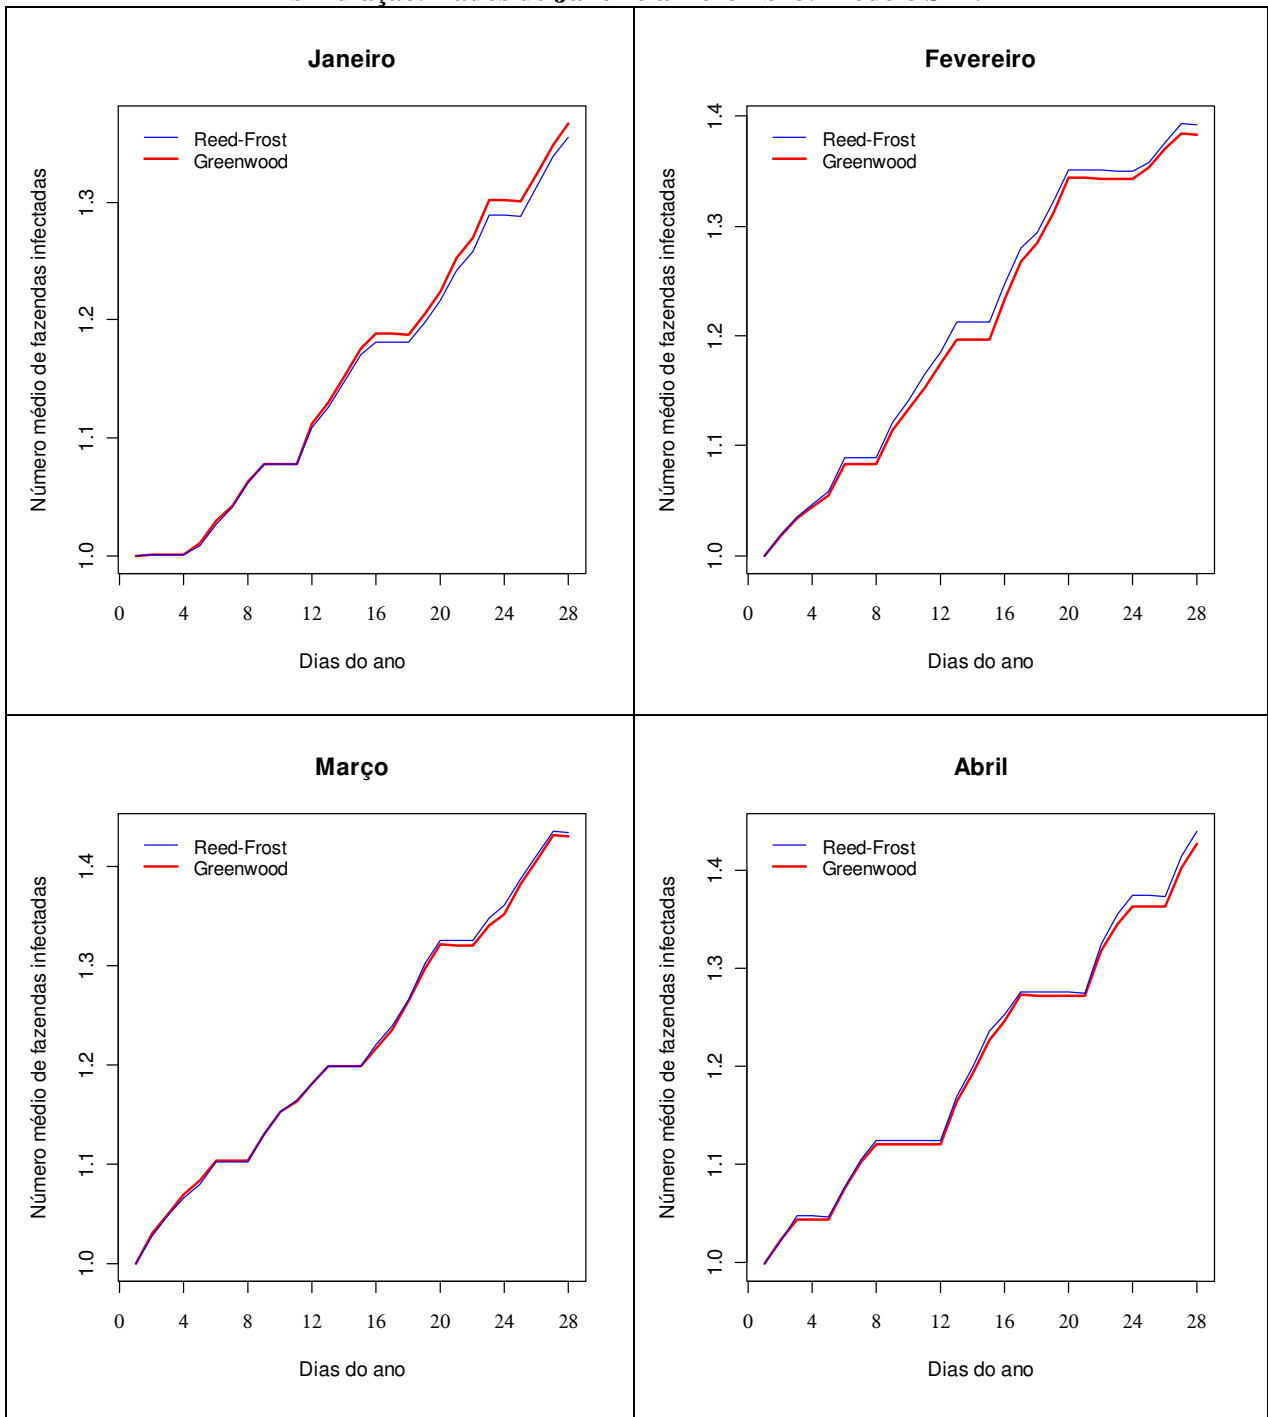 simulação. Dados de janeiro a
Janeiro
Reed-Frost
Greenwood
Número médio de fazendas infectadas
1.3
1.2
1.1
1.0
0 4 8 12 16 20 24 28
Dias do ano
Fevereiro
Reed-Frost
Greenwood
Número médio de fazendas infectadas
1.4
1.3
1.2
1.1
1.0
0 4 8 12 16 20 24 28
Dias do ano
Março
Reed-Frost
Greenwood
Número médio de fazendas infectadas
1.4
1.3
1.2
1.1
1.0
0 4 8 12 16 20 24 28
Dias do ano
Abril
Reed-Frost
Greenwood
Número médio de fazendas infectadas
1.4
1.3
1.2
1.1
1.0
0 4 8 12 16 20 24 28
Dias do ano